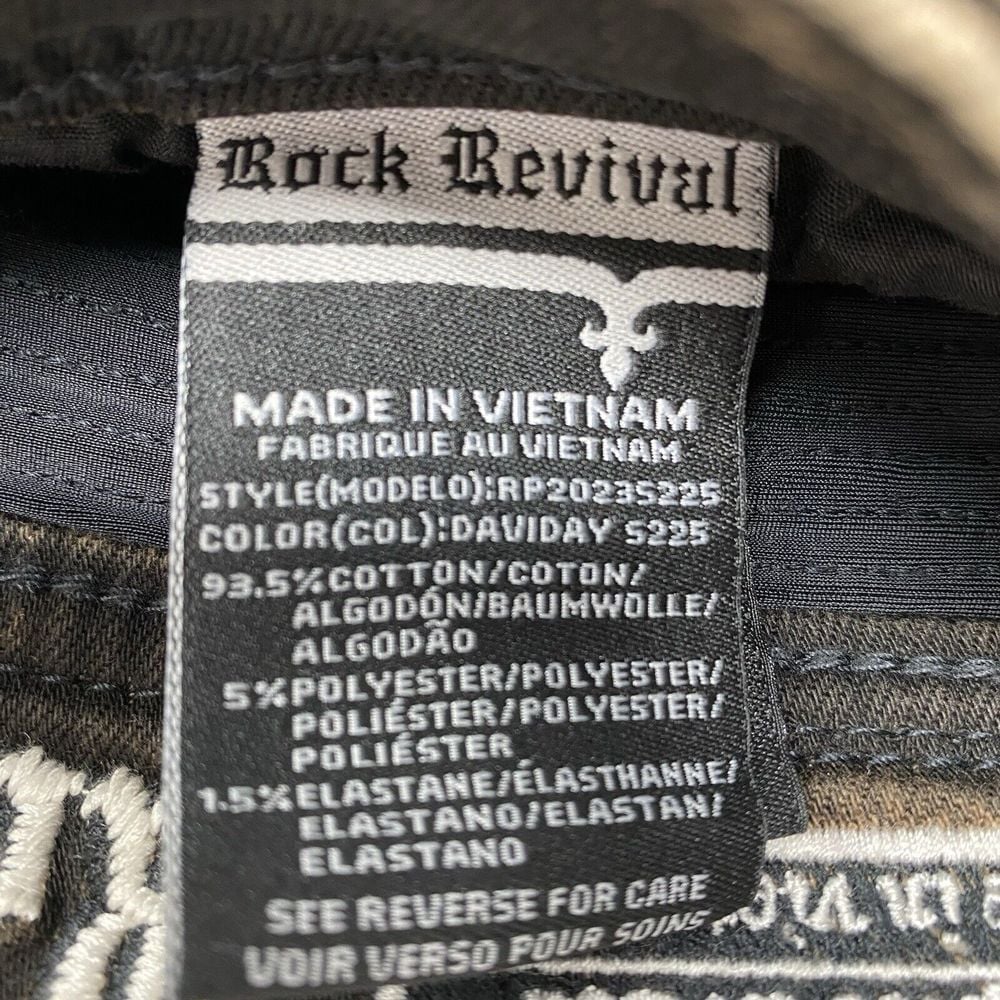 Rock Revival
MADE IN VIETNAM
FABRIQUE AU VIETNAM
STYLE(MODELO):RP2023S225
COLOR(COL):DAVIDAY S225
93.5%COTTON/COTON/
ALGODÓN/BAUMWOLLE/
ALGODÃO
5%POLYESTER/POLYESTER/
POLIÉSTER/POLYESTER/
POLIÉSTER
1.5%ELASTANE/ÉLASTHANNE/
ELASTANO/ELASTAN/
ELASTANO
SEE REVERSE FOR CARE
VOIR VERSO POUR SOINS